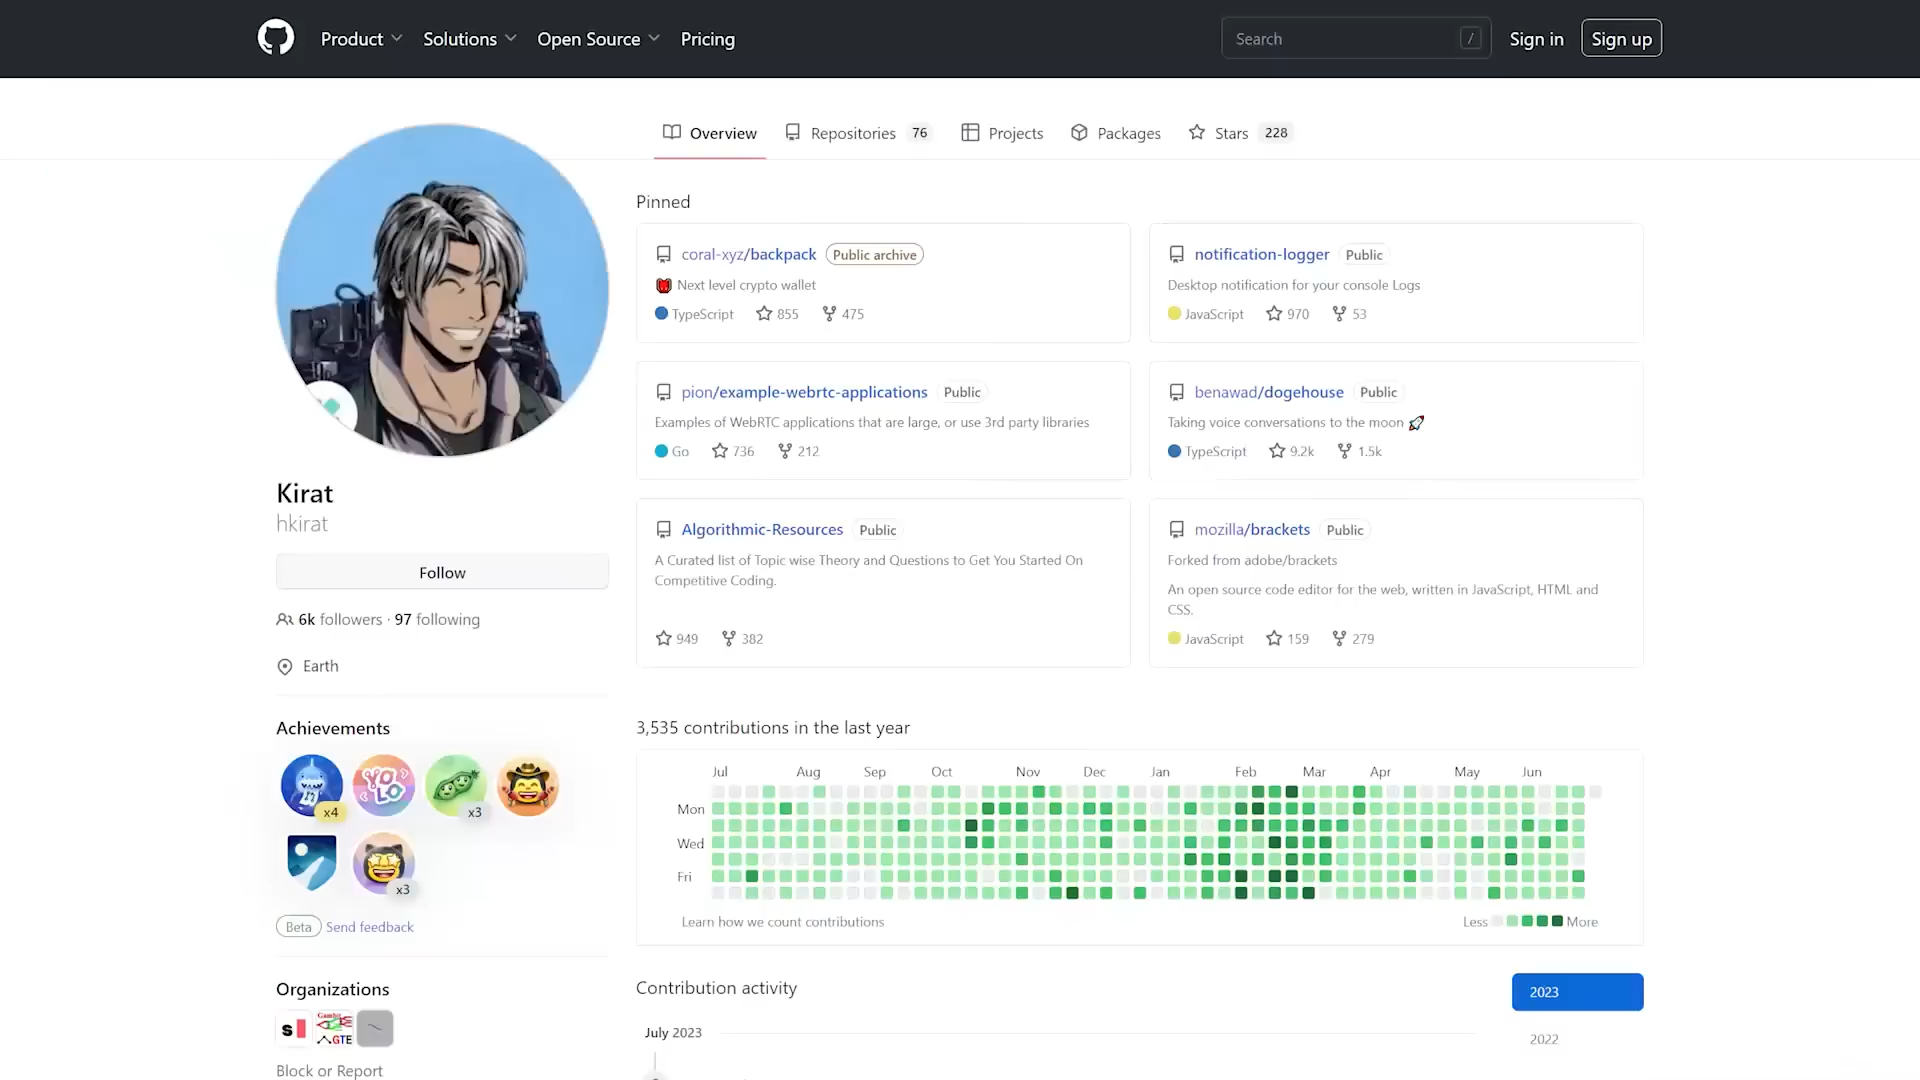 Product Solutions Open Source Pricing Search / Sign in Sign up
Overview Repositories 76 Projects Packages Stars 228
Kirat
hkirat
Follow
6k followers · 97 following
Earth
Achievements
x4
YOLO
x3
x3
Beta Send feedback
Organizations
s
Gambit
GTE
Block or Report
Pinned
coral-xyz/backpack Public archive
Next level crypto wallet
TypeScript 855 475
notification-logger Public
Desktop notification for your console Logs
JavaScript 970 53
pion/example-webrtc-applications Public
Examples of WebRTC applications that are large, or use 3rd party libraries
Go 736 212
benawad/dogehouse Public
Taking voice conversations to the moon 🚀
TypeScript 9.2k 1.5k
Algorithmic-Resources Public
A Curated list of Topic wise Theory and Questions to Get You Started On
Competitive Coding.
949 382
mozilla/brackets Public
Forked from adobe/brackets
An open source code editor for the web, written in JavaScript, HTML and
CSS.
JavaScript 159 279
3,535 contributions in the last year
Jul Aug Sep Oct Nov Dec Jan Feb Mar Apr May Jun
Mon
Wed
Fri
Learn how we count contributions Less More
Contribution activity
July 2023
2023
2022